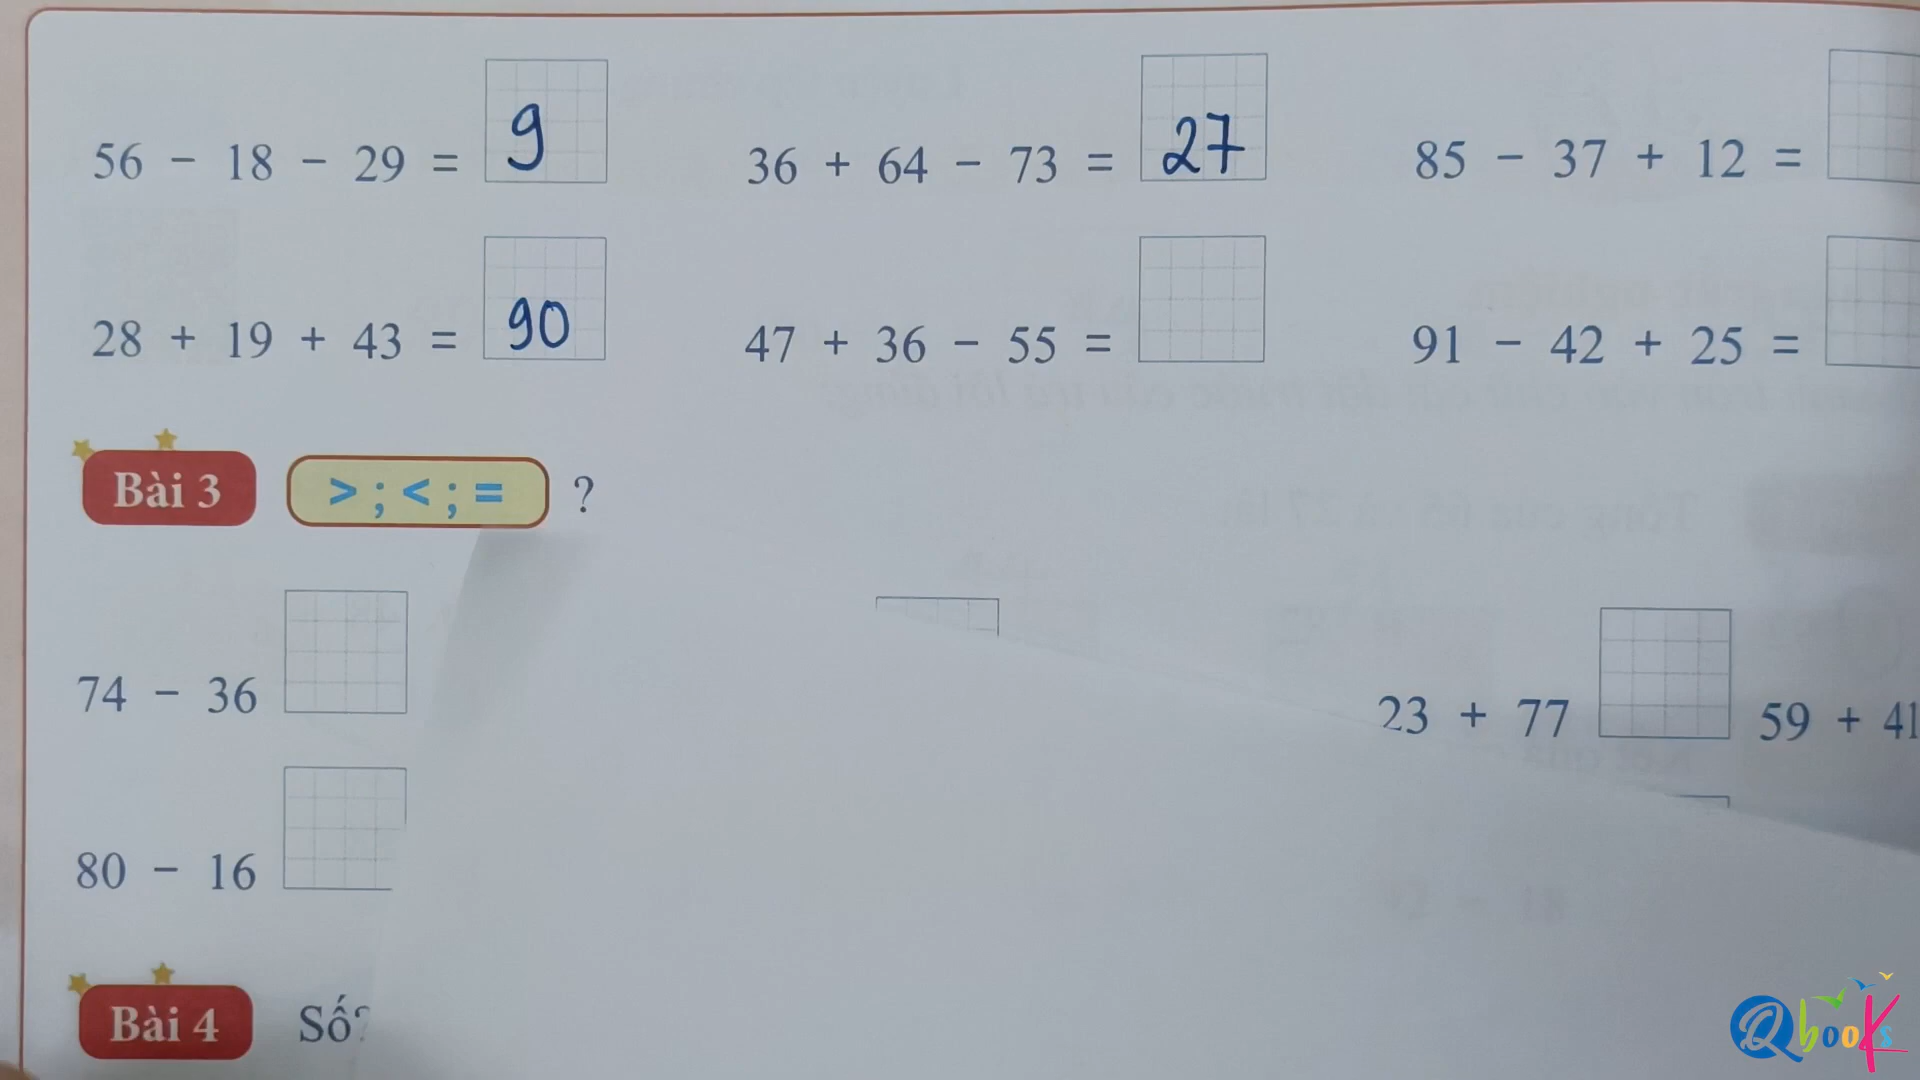 56 - 18 - 29 = 9 36 + 64 - 73 = 27 85 - 37 + 12 =
28 + 19 + 43 = 90 47 + 36 - 55 = 91 - 42 + 25 =
Bài 3 > ; < ; = ?
74 - 36 23 + 77 59 + 41
80 - 16
Bài 4 Số?
Qbooks